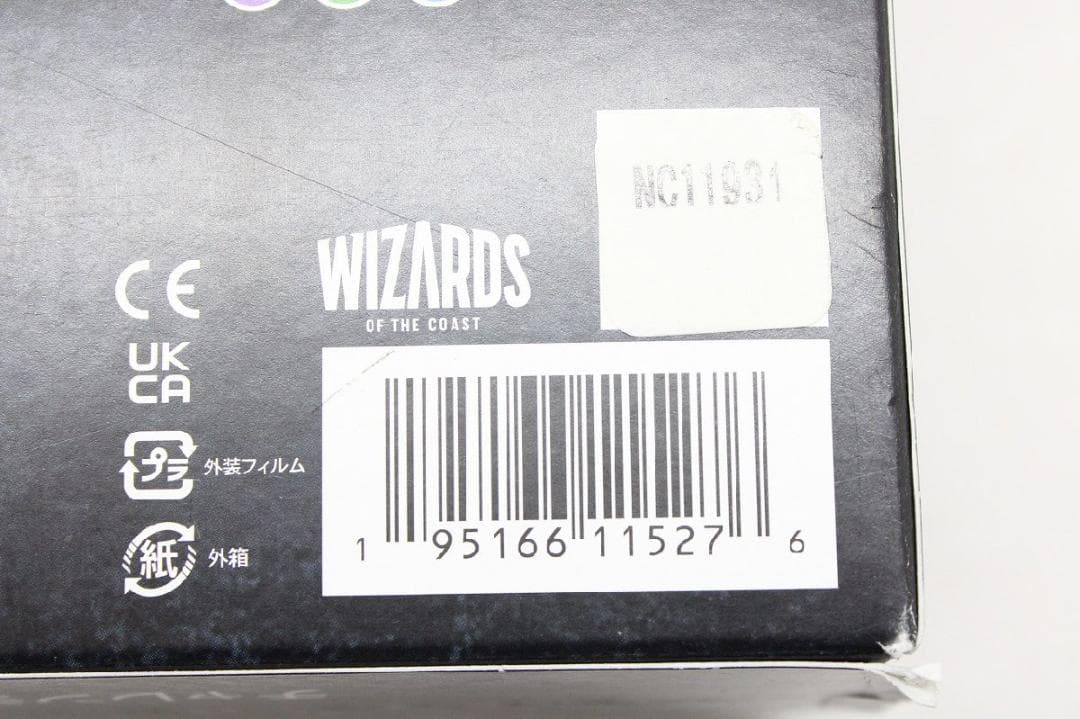 NC11931
WIZARDS
OF THE COAST
CE
UK
CA
プラ 外装フィルム
紙 外箱
1 95166 11527 6